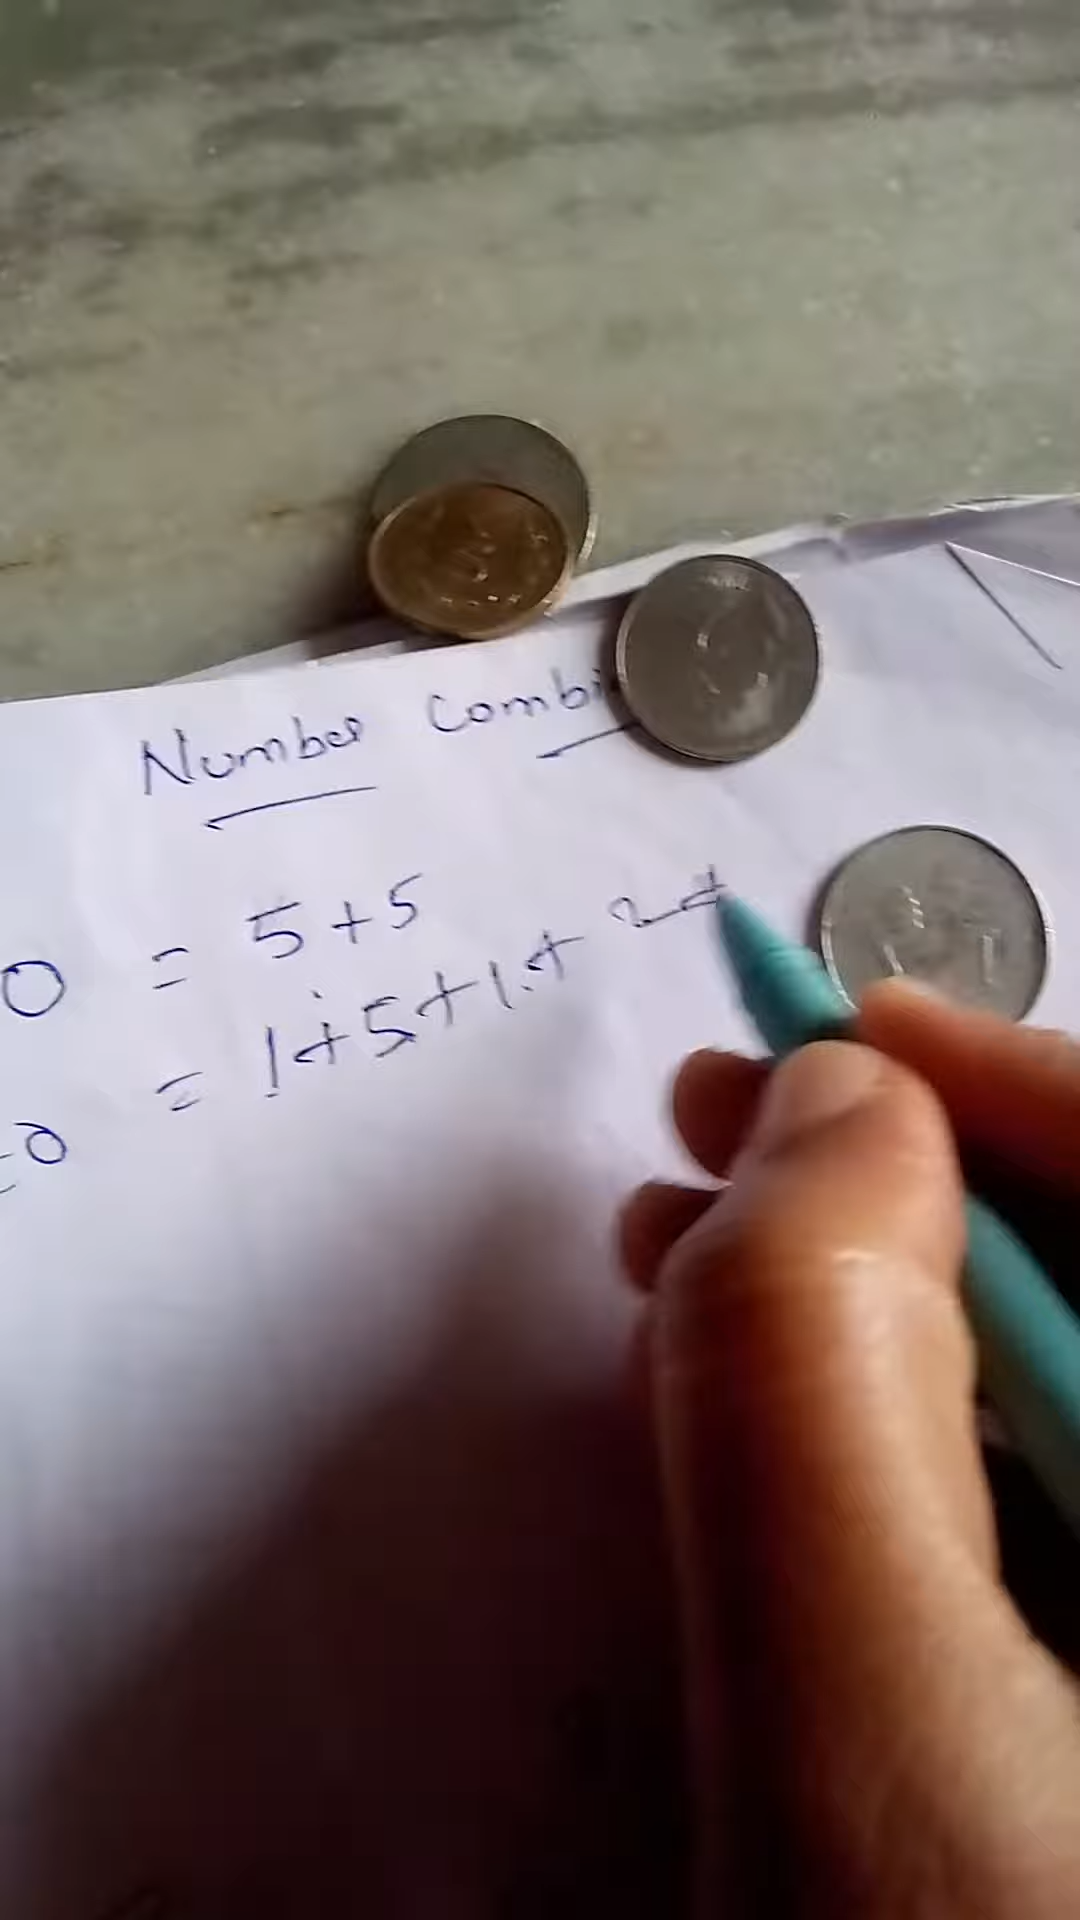 Number Combi
0 = 5+5
0 = 1+5+1+2+